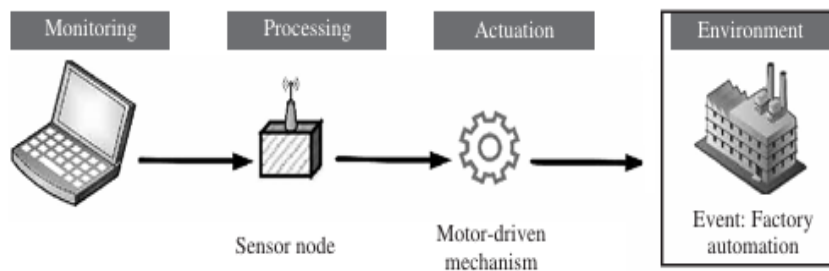 Monitoring
Processing
Actuation
Environment
Sensor node
Motor-driven
mechanism
Event: Factory
automation